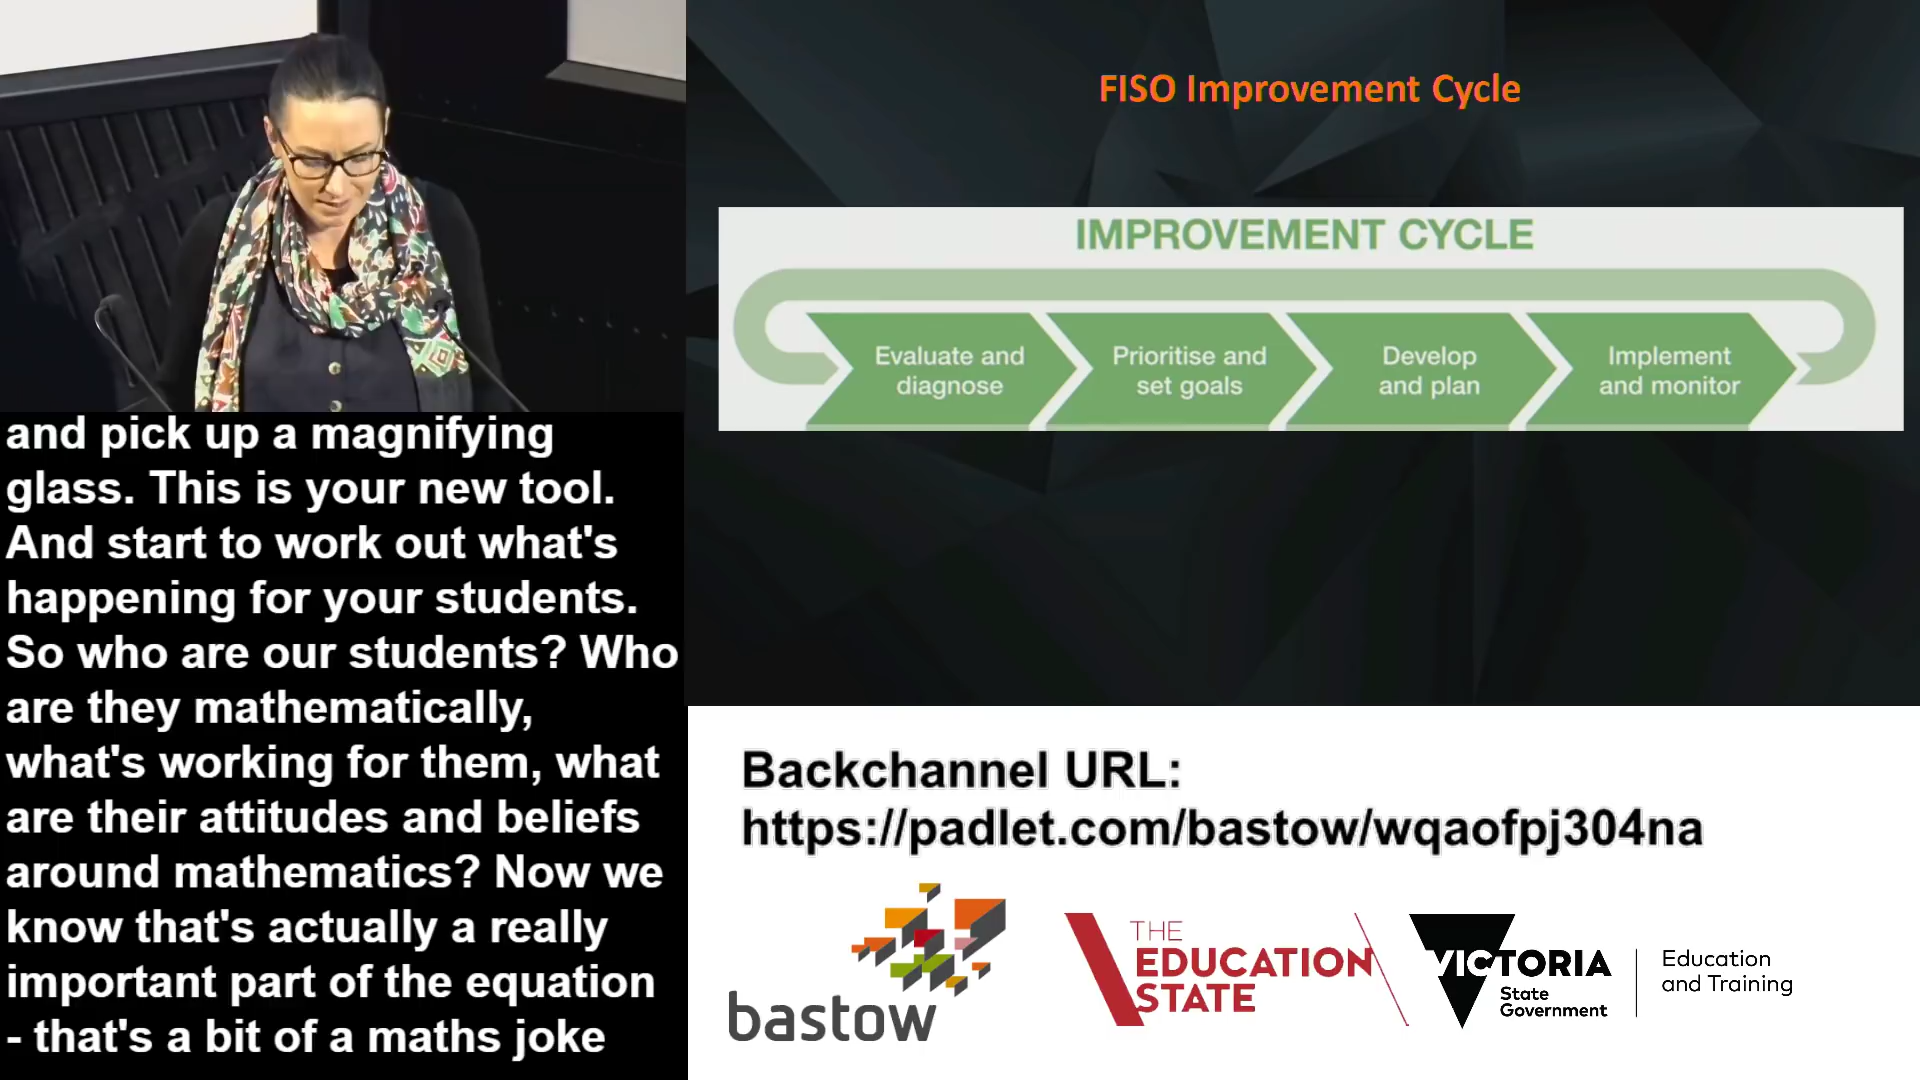 and pick up a magnifying
glass. This is your new tool.
And start to work out what's
happening for your students.
So who are our students? Who
are they mathematically,
what's working for them, what
are their attitudes and beliefs
around mathematics? Now we
know that's actually a really
important part of the equation
- that's a bit of a maths joke
FISO Improvement Cycle
IMPROVEMENT CYCLE
Evaluate and
diagnose
Prioritise and
set goals
Develop
and plan
Implement
and monitor
Backchannel URL:
https://padlet.com/bastow/wqaofpj304na
bastow
THE
EDUCATION
STATE
VICTORIA
State
Government
Education
and Training